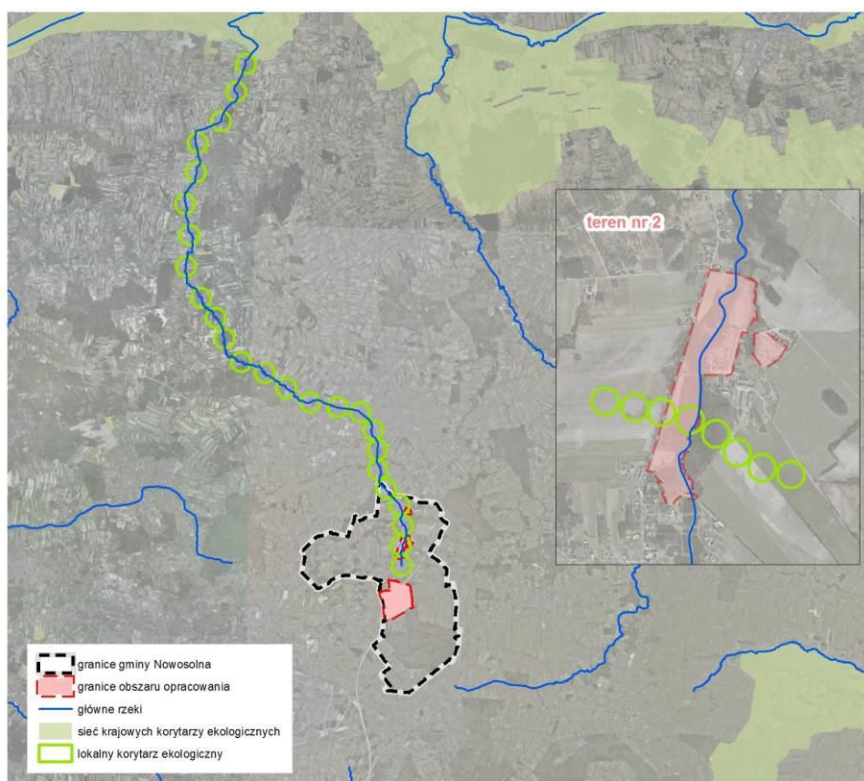 teren nr 2
granice gminy Nowosolna
granice obszaru opracowania
główne rzeki
sieć krajowych korytarzy ekologicznych
lokalny korytarz ekologiczny